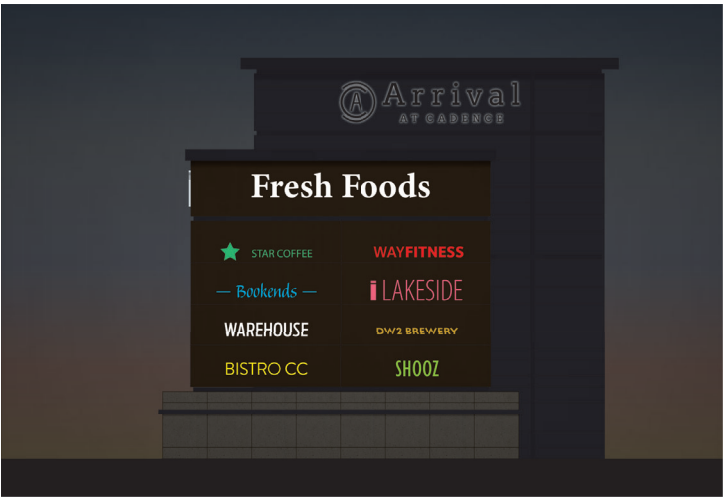 Arrival
AT CADENCE
Fresh Foods
STAR COFFEE
WAYFITNESS
— Bookends —
LAKESIDE
WAREHOUSE
DW2 BREWERY
BISTRO CC
SHOOZ